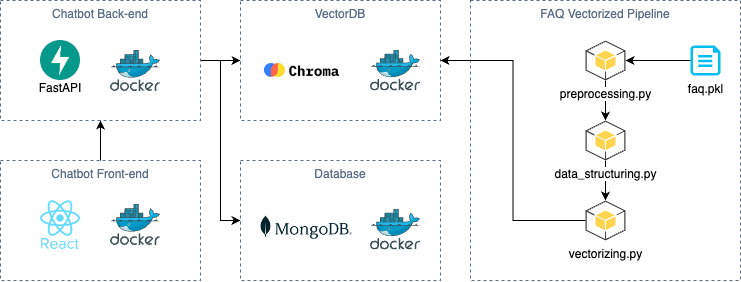 Chatbot Back-end
FastAPI
docker
VectorDB
Chroma
docker
FAQ Vectorized Pipeline
preprocessing.py
faq.pkl
data_structuring.py
vectorizing.py
Chatbot Front-end
React
docker
Database
MongoDB.
docker